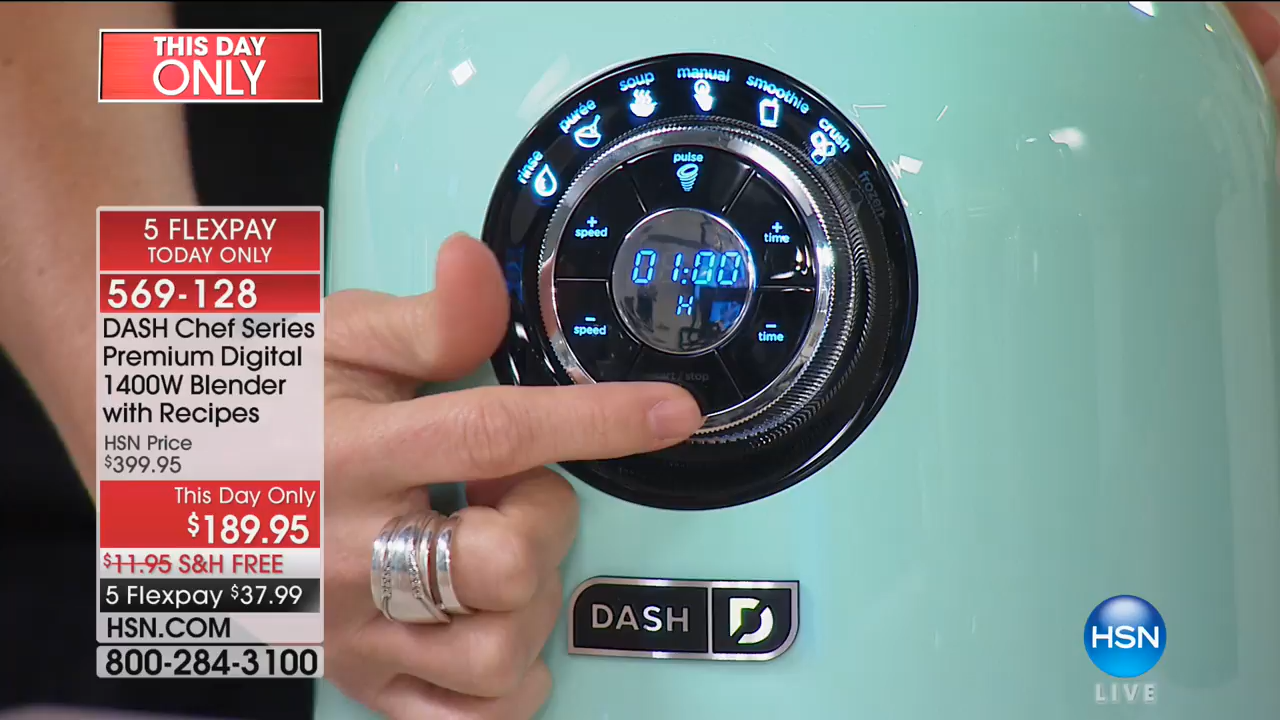 THIS DAY
ONLY
5 FLEXPAY
TODAY ONLY
569-128
DASH Chef Series
Premium Digital
1400W Blender
with Recipes
HSN Price
$399.95
This Day Only
$189.95
$11.95 S&H FREE
5 Flexpay $37.99
HSN.COM
800-284-3100
rinse
purée
soup
manual
smoothie
crush
frozen
pulse
+
speed
+
time
01:00
H
−
speed
−
time
/ stop
DASH D
HSN
LIVE